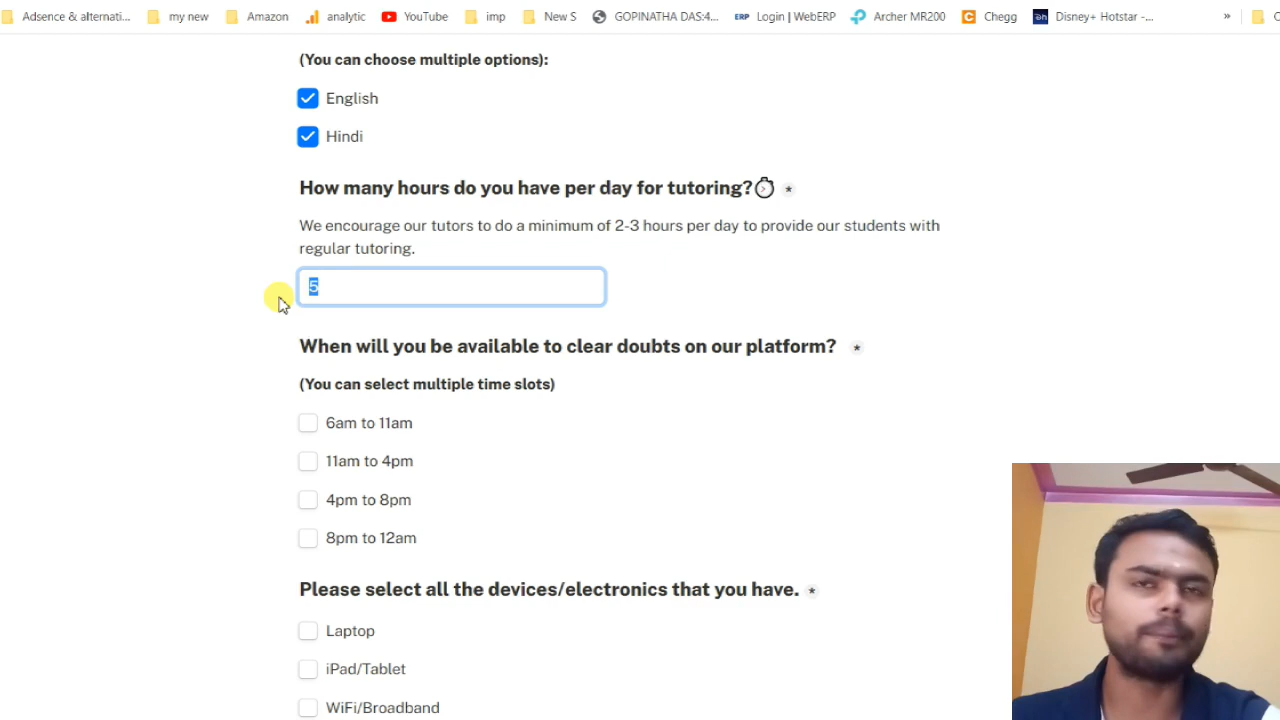 Adsence & alternati... my new Amazon analytic YouTube imp New S GOPINATHA DAS:4... ERP Login | WebERP Archer MR200 Chegg Disney+ Hotstar -... »
(You can choose multiple options):
English
Hindi
How many hours do you have per day for tutoring? *
We encourage our tutors to do a minimum of 2-3 hours per day to provide our students with
regular tutoring.
5
When will you be available to clear doubts on our platform? *
(You can select multiple time slots)
6am to 11am
11am to 4pm
4pm to 8pm
8pm to 12am
Please select all the devices/electronics that you have. *
Laptop
iPad/Tablet
WiFi/Broadband